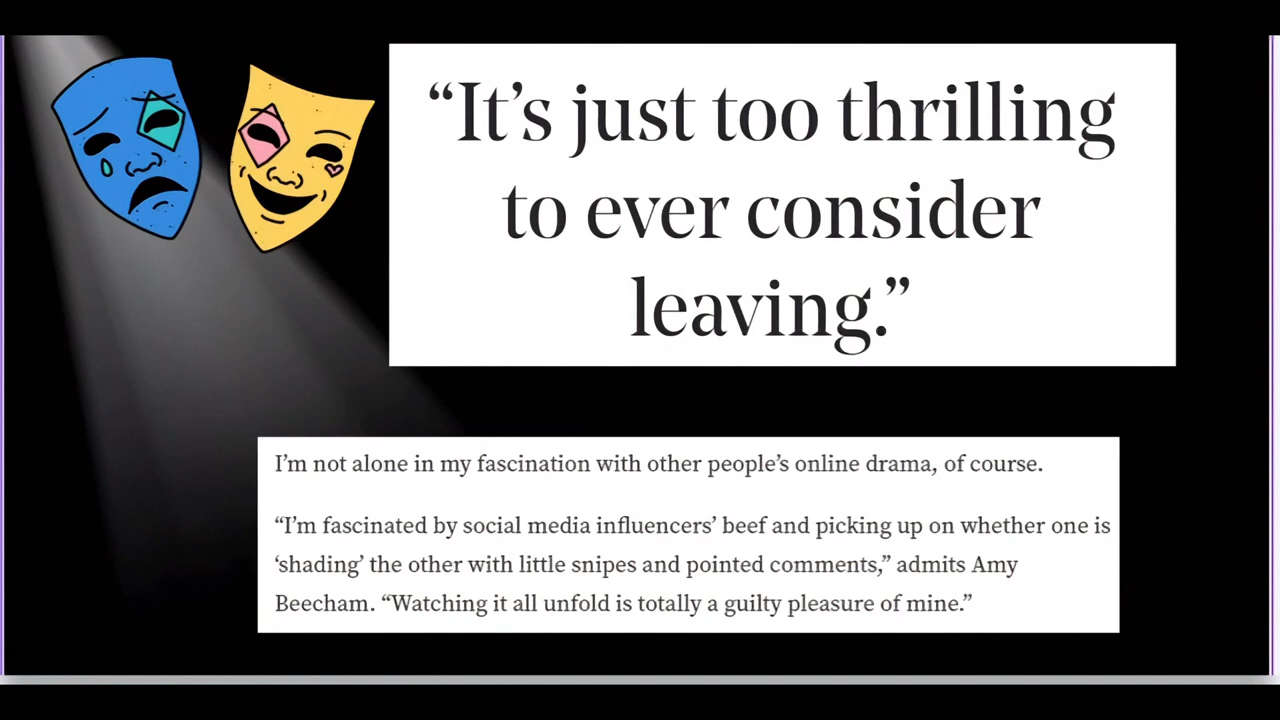 “It’s just too thrilling
to ever consider
leaving.”
I’m not alone in my fascination with other people’s online drama, of course.
“I’m fascinated by social media influencers’ beef and picking up on whether one is
‘shading’ the other with little snipes and pointed comments,” admits Amy
Beecham. “Watching it all unfold is totally a guilty pleasure of mine.”